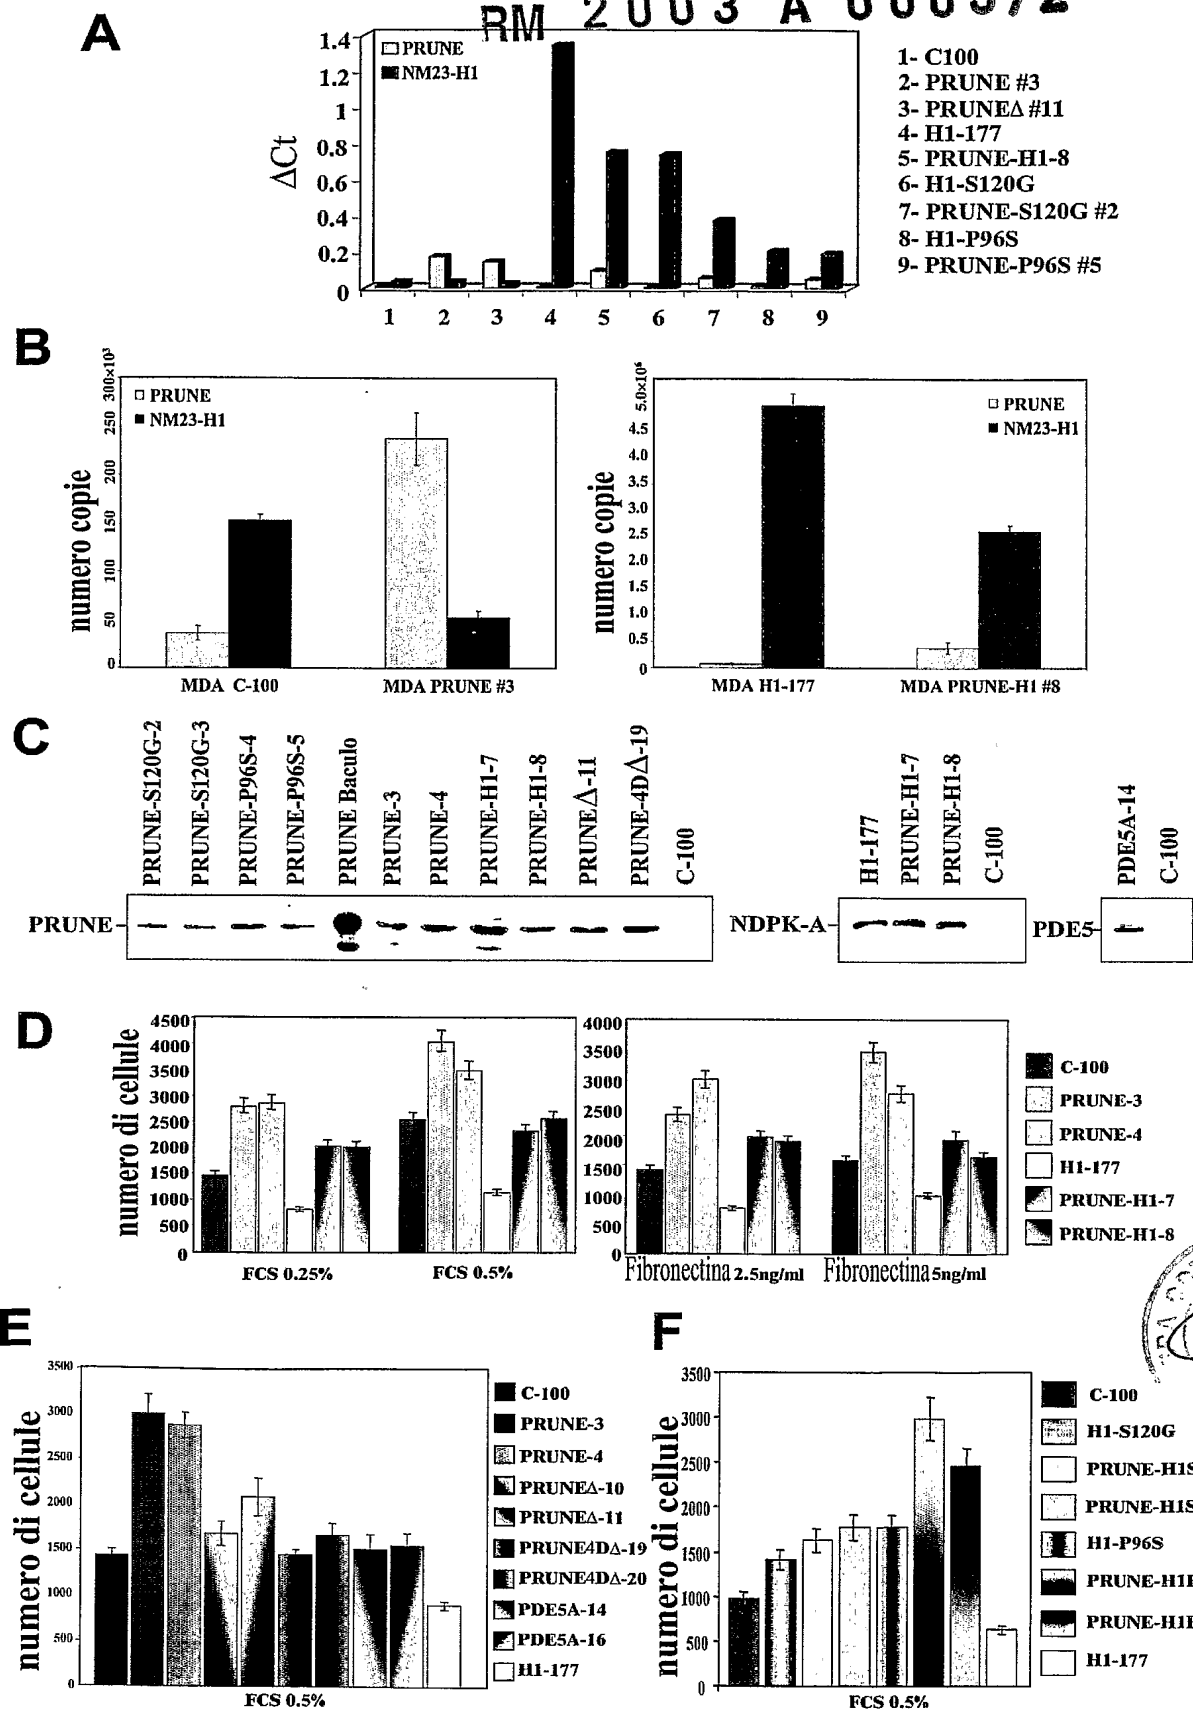 RM 2003 A 000572
A
1.4
1.2
1
0.8
0.6
0.4
0.2
0
ΔCt
PRUNE
NM23-H1
1 2 3 4 5 6 7 8 9
1- C100
2- PRUNE #3
3- PRUNEΔ #11
4- H1-177
5- PRUNE-H1-8
6- H1-S120G
7- PRUNE-S120G #2
8- H1-P96S
9- PRUNE-P96S #5
B
numero copie
300×10³
250
200
150
100
50
0
PRUNE
NM23-H1
MDA C-100
MDA PRUNE #3
numero copie
5.0×10⁶
4.5
4.0
3.5
3.0
2.5
2.0
1.5
1.0
0.5
0
PRUNE
NM23-H1
MDA H1-177
MDA PRUNE-H1 #8
C
PRUNE-S120G-2
PRUNE-S120G-3
PRUNE-P96S-4
PRUNE-P96S-5
PRUNE Baculo
PRUNE-3
PRUNE-4
PRUNE-H1-7
PRUNE-H1-8
PRUNEΔ-11
PRUNE-4DΔ-19
C-100
PRUNE
H1-177
PRUNE-H1-7
PRUNE-H1-8
C-100
NDPK-A
PDE5A-14
C-100
PDE5
D
numero di cellule
4500
4000
3500
3000
2500
2000
1500
1000
500
0
FCS 0.25%
FCS 0.5%
4000
3500
3000
2500
2000
1500
1000
500
0
Fibronectina 2.5ng/ml
Fibronectina 5ng/ml
C-100
PRUNE-3
PRUNE-4
H1-177
PRUNE-H1-7
PRUNE-H1-8
E
numero di cellule
3500
3000
2500
2000
1500
1000
500
0
FCS 0.5%
C-100
PRUNE-3
PRUNE-4
PRUNEΔ-10
PRUNEΔ-11
PRUNE4DΔ-19
PRUNE4DΔ-20
PDE5A-14
PDE5A-16
H1-177
F
numero di cellule
3500
3000
2500
2000
1500
1000
500
0
FCS 0.5%
C-100
H1-S120G
PRUNE-H1S
PRUNE-H1S
H1-P96S
PRUNE-H1
PRUNE-H1
H1-177